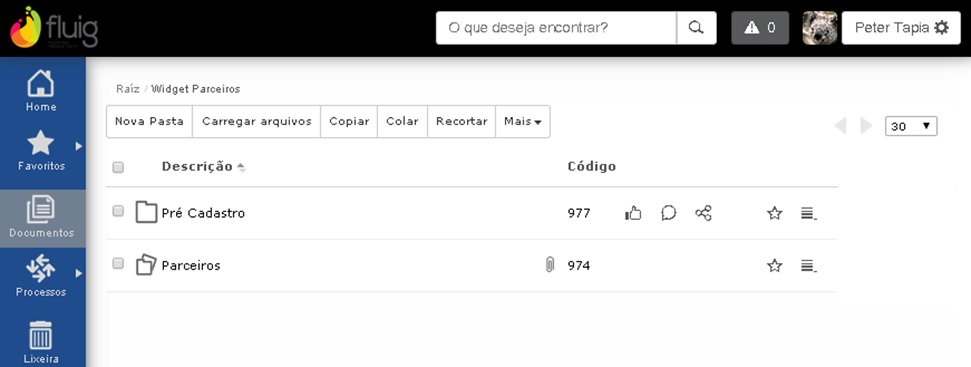 fluig
O que deseja encontrar?
0
Peter Tapia
Home
Favoritos
Documentos
Processos
Lixeira
Raíz / Widget Parceiros
Nova Pasta Carregar arquivos Copiar Colar Recortar Mais
30
Descrição Código
Pré Cadastro 977
Parceiros 974